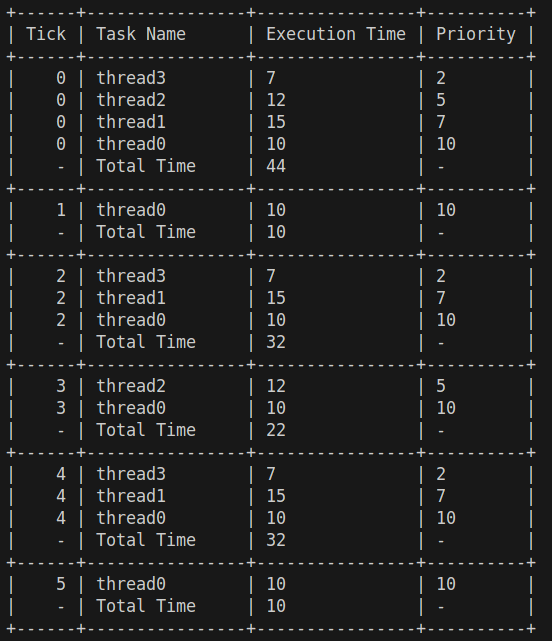 +------+----------------+----------------+----------+
| Tick | Task Name      | Execution Time | Priority |
+------+----------------+----------------+----------+
|    0 | thread3        | 7              | 2        |
|    0 | thread2        | 12             | 5        |
|    0 | thread1        | 15             | 7        |
|    0 | thread0        | 10             | 10       |
|    - | Total Time     | 44             | -        |
+------+----------------+----------------+----------+
|    1 | thread0        | 10             | 10       |
|    - | Total Time     | 10             | -        |
+------+----------------+----------------+----------+
|    2 | thread3        | 7              | 2        |
|    2 | thread1        | 15             | 7        |
|    2 | thread0        | 10             | 10       |
|    - | Total Time     | 32             | -        |
+------+----------------+----------------+----------+
|    3 | thread2        | 12             | 5        |
|    3 | thread0        | 10             | 10       |
|    - | Total Time     | 22             | -        |
+------+----------------+----------------+----------+
|    4 | thread3        | 7              | 2        |
|    4 | thread1        | 15             | 7        |
|    4 | thread0        | 10             | 10       |
|    - | Total Time     | 32             | -        |
+------+----------------+----------------+----------+
|    5 | thread0        | 10             | 10       |
|    - | Total Time     | 10             | -        |
+------+----------------+----------------+----------+